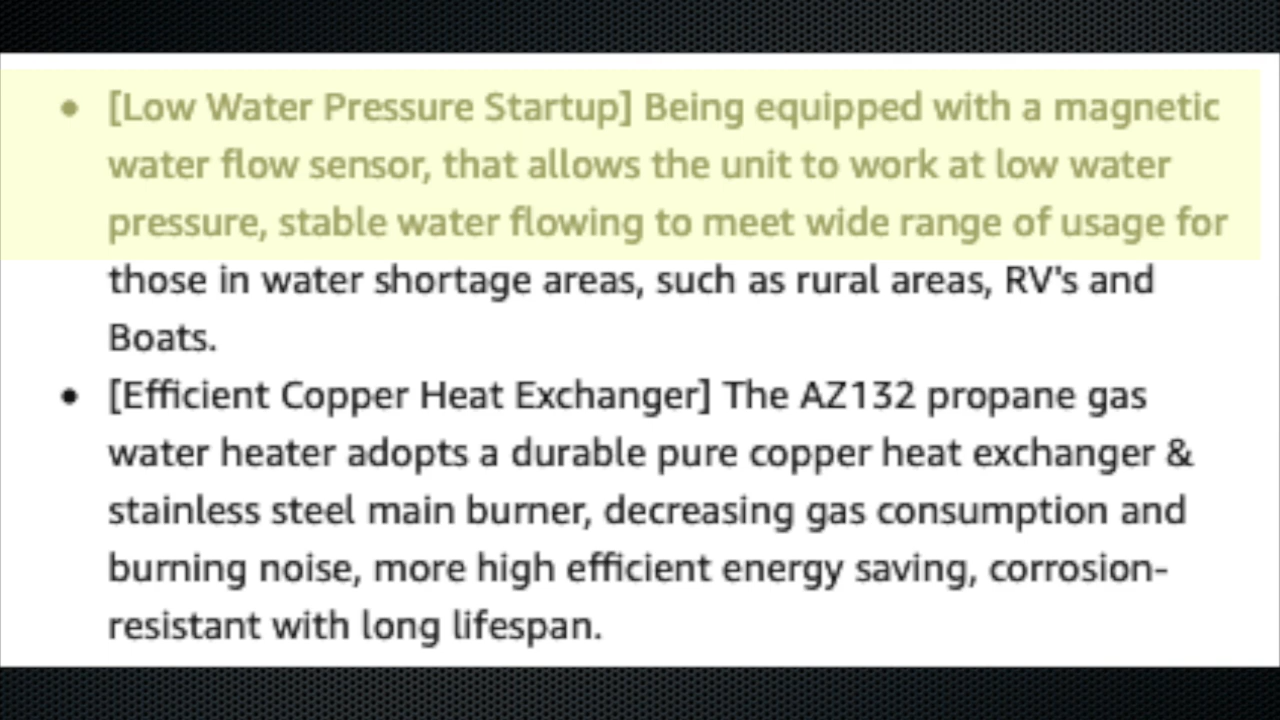 • [Low Water Pressure Startup] Being equipped with a magnetic
water flow sensor, that allows the unit to work at low water
pressure, stable water flowing to meet wide range of usage for
those in water shortage areas, such as rural areas, RV's and
Boats.
• [Efficient Copper Heat Exchanger] The AZ132 propane gas
water heater adopts a durable pure copper heat exchanger &
stainless steel main burner, decreasing gas consumption and
burning noise, more high efficient energy saving, corrosion-
resistant with long lifespan.